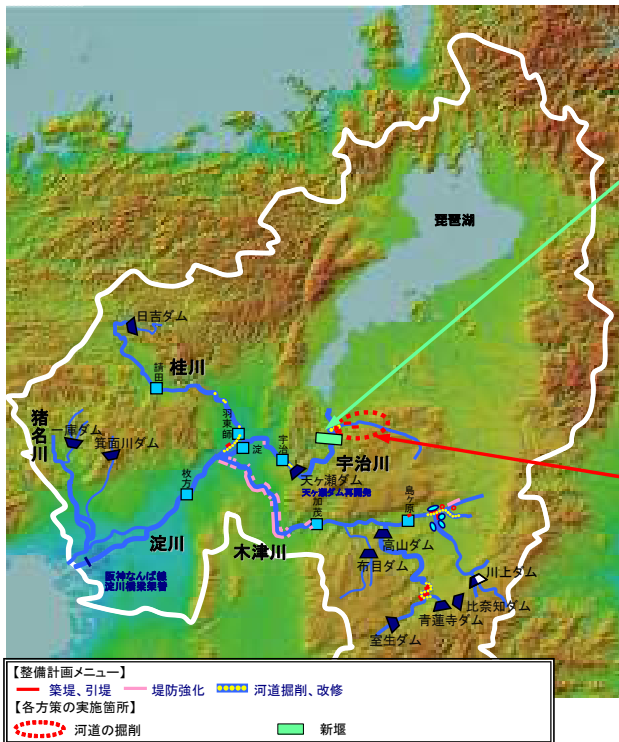 琵琶湖
日吉ダム
請田
桂川
猪名川
一庫ダム
箕面川ダム
羽束師
淀
宇治
宇治川
天ヶ瀬ダム
天ヶ瀬ダム再開発
枚方
加茂
島ヶ原
淀川
木津川
高山ダム
布目ダム
川上ダム
阪神なんば線
淀川橋梁架替
比奈知ダム
青蓮寺ダム
室生ダム
【整備計画メニュー】
築堤、引堤 堤防強化 河道掘削、改修
【各方策の実施箇所】
河道の掘削 新堰